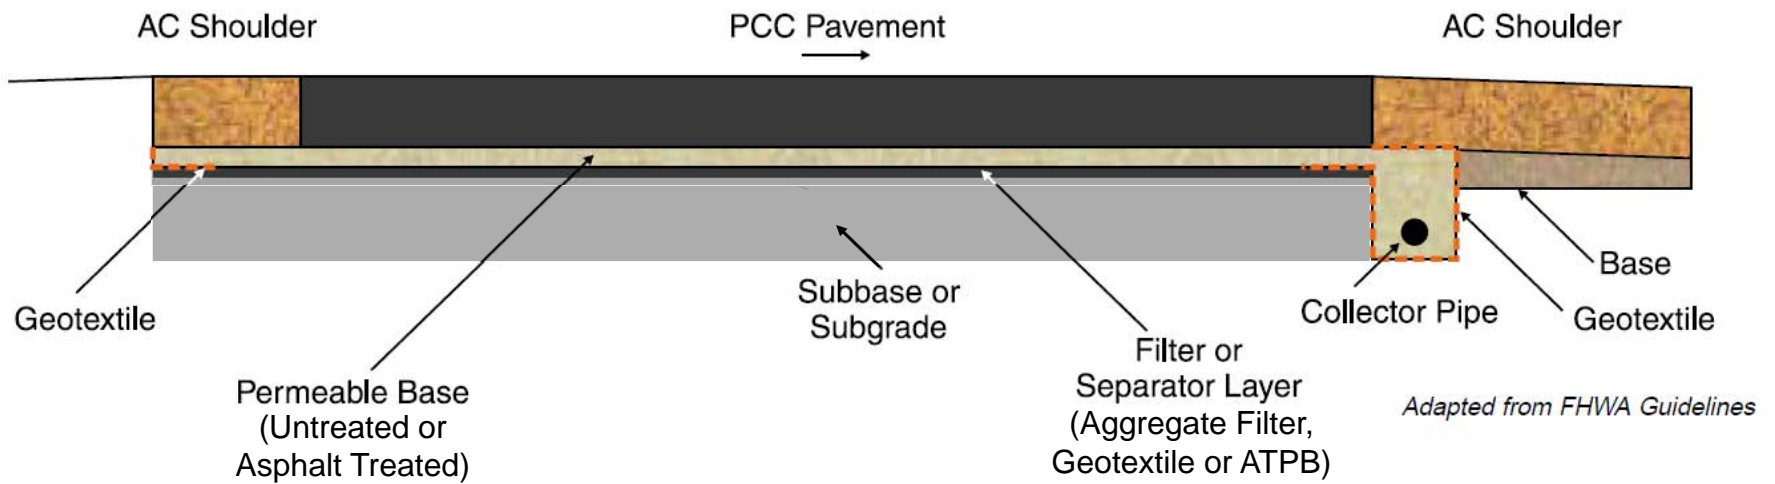 AC Shoulder
PCC Pavement
AC Shoulder
Geotextile
Permeable Base
(Untreated or
Asphalt Treated)
Subbase or
Subgrade
Filter or
Separator Layer
(Aggregate Filter,
Geotextile or ATPB)
Collector Pipe
Base
Geotextile
Adapted from FHWA Guidelines